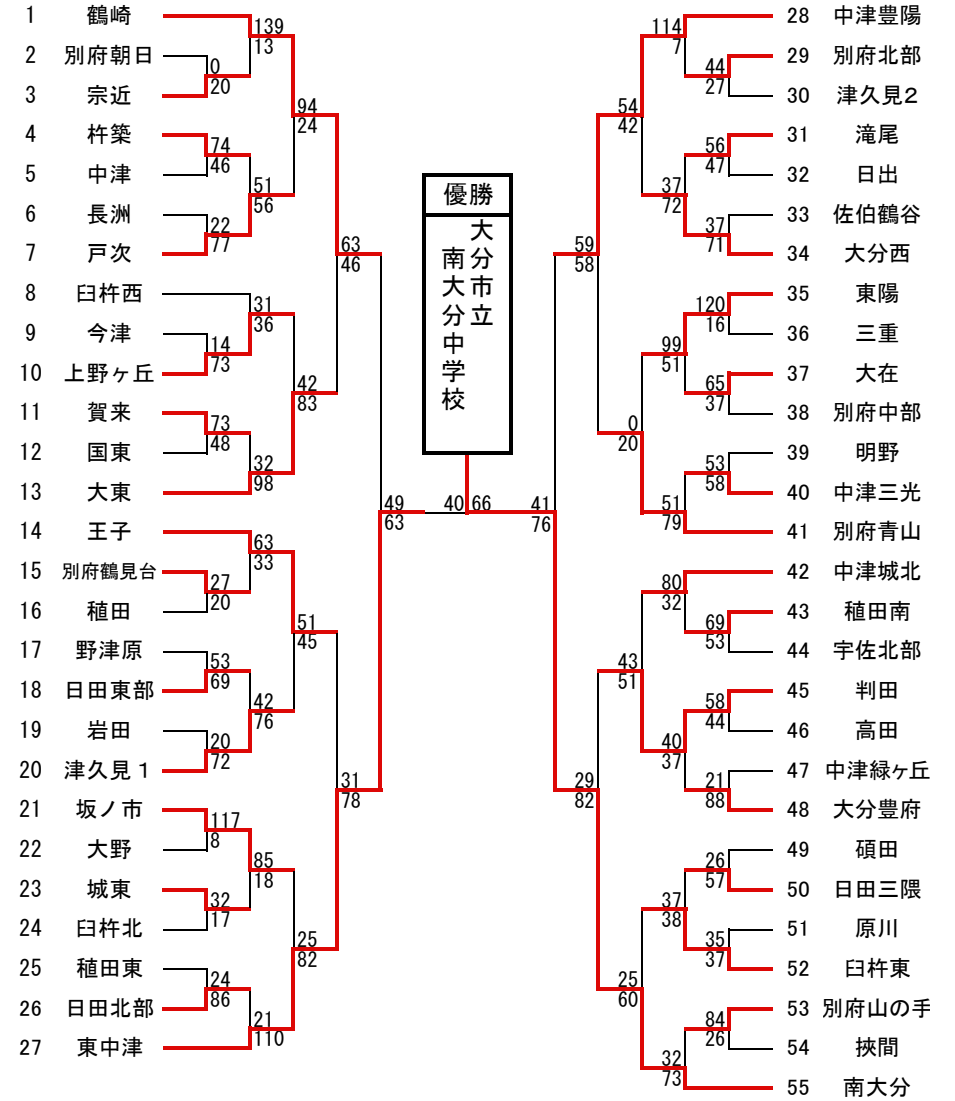 1 鶴崎
2 別府朝日
3 宗近
4 杵築
5 中津
6 長洲
7 戸次
8 臼杵西
9 今津
10 上野ヶ丘
11 賀来
12 国東
13 大東
14 王子
15 別府鶴見台
16 稙田
17 野津原
18 日田東部
19 岩田
20 津久見1
21 坂ノ市
22 大野
23 城東
24 臼杵北
25 稙田東
26 日田北部
27 東中津
0
20
74
46
22
77
14
73
73
48
27
20
53
69
20
72
117
8
32
17
24
86
139
13
51
56
31
36
32
98
63
33
42
76
85
18
21
110
94
24
42
83
51
45
25
82
63
46
31
78
49
63
優勝
大分市立
南大分中学校
40 66
41
76
59
58
29
82
54
42
0
20
43
51
25
60
114
7
37
72
99
51
51
79
80
32
40
37
37
38
32
73
44
27
56
47
37
71
120
16
65
37
53
58
69
53
58
44
21
88
26
57
35
37
84
26
28 中津豊陽
29 別府北部
30 津久見2
31 滝尾
32 日出
33 佐伯鶴谷
34 大分西
35 東陽
36 三重
37 大在
38 別府中部
39 明野
40 中津三光
41 別府青山
42 中津城北
43 稙田南
44 宇佐北部
45 判田
46 高田
47 中津緑ヶ丘
48 大分豊府
49 碩田
50 日田三隈
51 原川
52 臼杵東
53 別府山の手
54 挾間
55 南大分